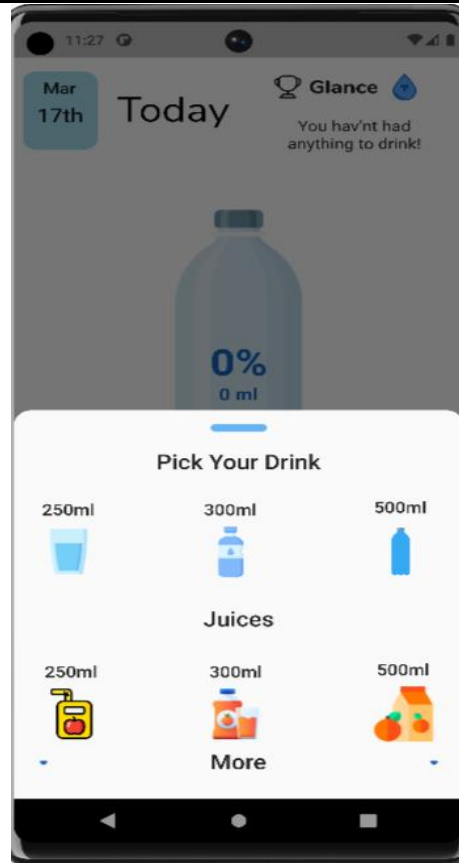 11:27
Mar
17th
Today
Glance
You hav'nt had
anything to drink!
0%
0 ml
Pick Your Drink
250ml 300ml 500ml
Juices
250ml 300ml 500ml
More